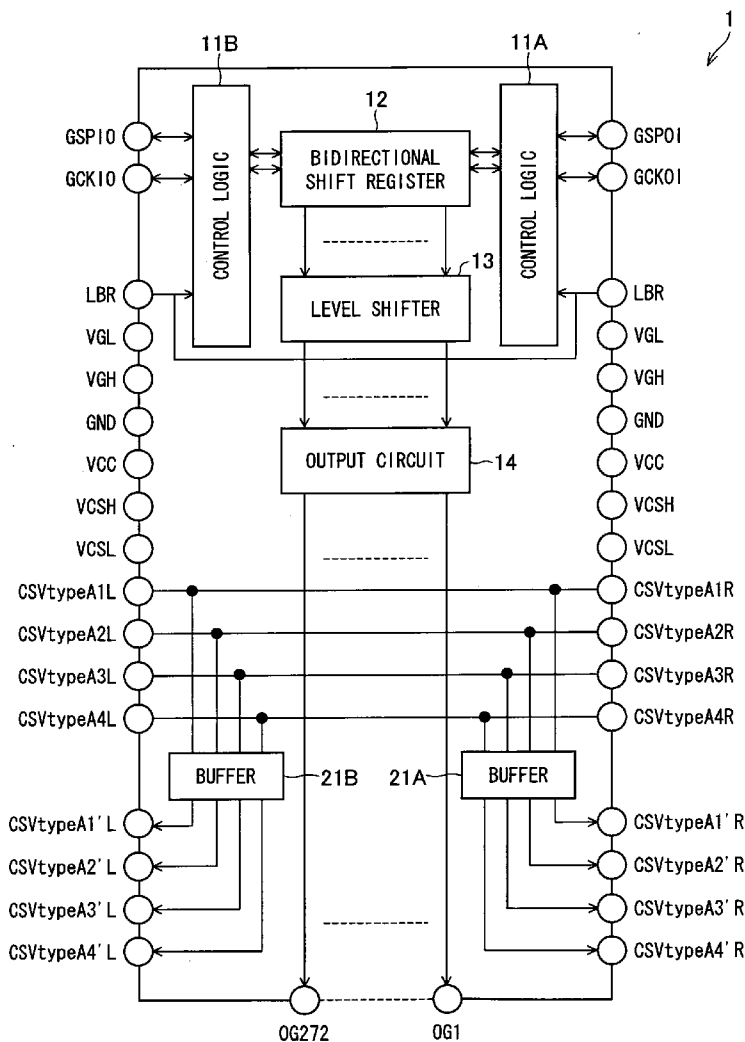 1
11B
11A
12
GSPIO
GSPOI
BIDIRECTIONAL
SHIFT REGISTER
GCKIO
GCKOI
CONTROL LOGIC
CONTROL LOGIC
13
LBR
LBR
LEVEL SHIFTER
VGL
VGL
VGH
VGH
GND
GND
OUTPUT CIRCUIT
14
VCC
VCC
VCSH
VCSH
VCSL
VCSL
CSVtypeA1L
CSVtypeA1R
CSVtypeA2L
CSVtypeA2R
CSVtypeA3L
CSVtypeA3R
CSVtypeA4L
CSVtypeA4R
BUFFER
21B
21A
BUFFER
CSVtypeA1'L
CSVtypeA1'R
CSVtypeA2'L
CSVtypeA2'R
CSVtypeA3'L
CSVtypeA3'R
CSVtypeA4'L
CSVtypeA4'R
OG272
OG1